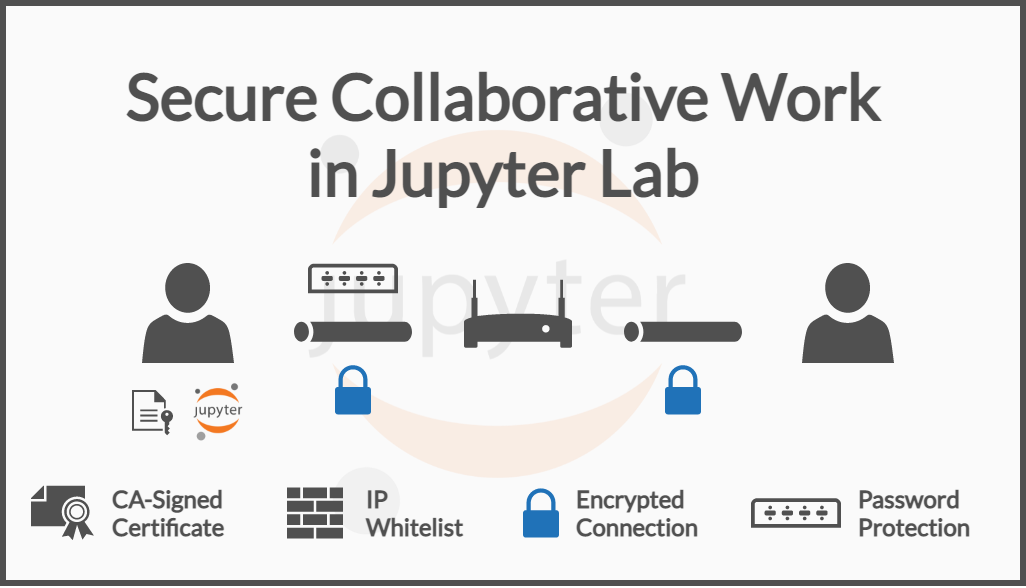 Secure Collaborative Work
in Jupyter Lab
jupyter
jupyter
CA-Signed
Certificate
IP
Whitelist
Encrypted
Connection
Password
Protection